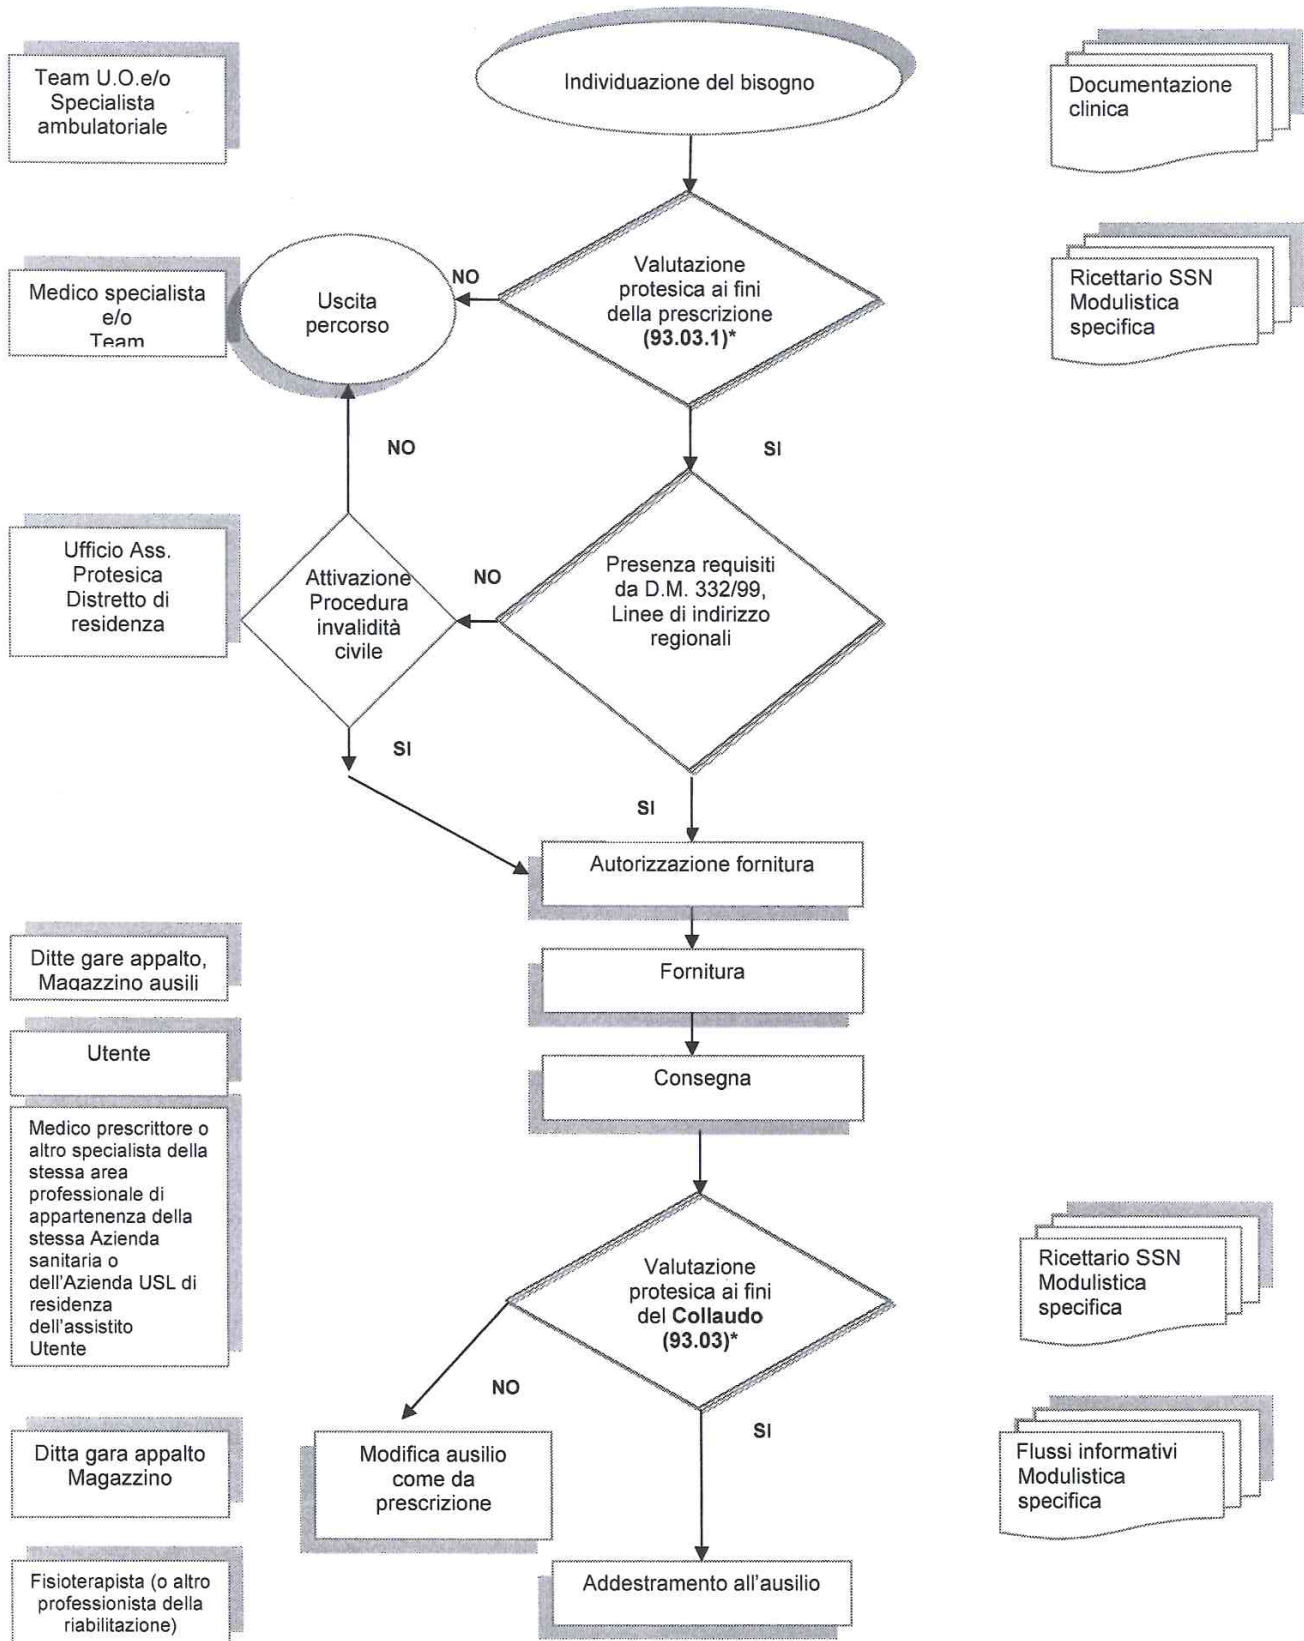 Team U.O.e/o
Specialista
ambulatoriale
Individuazione del bisogno
Documentazione
clinica
Medico specialista
e/o
Team
Uscita
percorso
NO
Valutazione
protesica ai fini
della prescrizione
(93.03.1)*
Ricettario SSN
Modulistica
specifica
NO
SI
Ufficio Ass.
Protesica
Distretto di
residenza
Attivazione
Procedura
invalidità
civile
NO
Presenza requisiti
da D.M. 332/99,
Linee di indirizzo
regionali
SI
SI
Autorizzazione fornitura
Ditte gare appalto,
Magazzino ausili
Fornitura
Utente
Consegna
Medico prescrittore o
altro specialista della
stessa area
professionale di
appartenenza della
stessa Azienda
sanitaria o
dell'Azienda USL di
residenza
dell'assistito
Utente
Valutazione
protesica ai fini
del Collaudo
(93.03)*
Ricettario SSN
Modulistica
specifica
NO
SI
Ditta gara appalto
Magazzino
Modifica ausilio
come da
prescrizione
Flussi informativi
Modulistica
specifica
Fisioterapista (o altro
professionista della
riabilitazione)
Addestramento all'ausilio